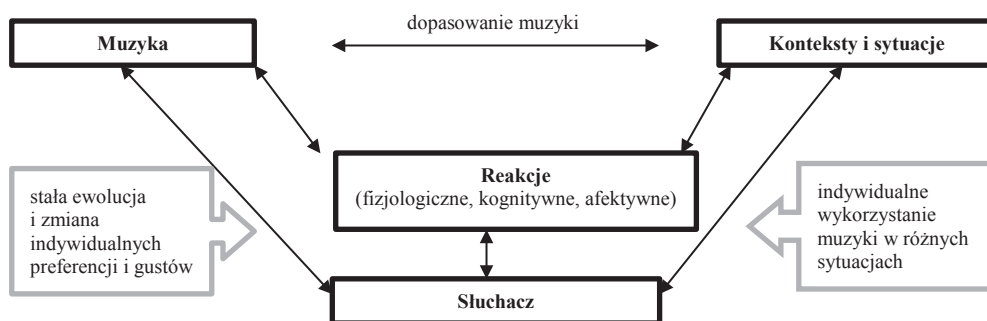 dopasowanie muzyki
Muzyka
Konteksty i sytuacje
Reakcje
(fizjologiczne, kognitywne, afektywne)
stała ewolucja
i zmiana
indywidualnych
preferencji i gustów
indywidualne
wykorzystanie
muzyki w różnych
sytuacjach
Słuchacz